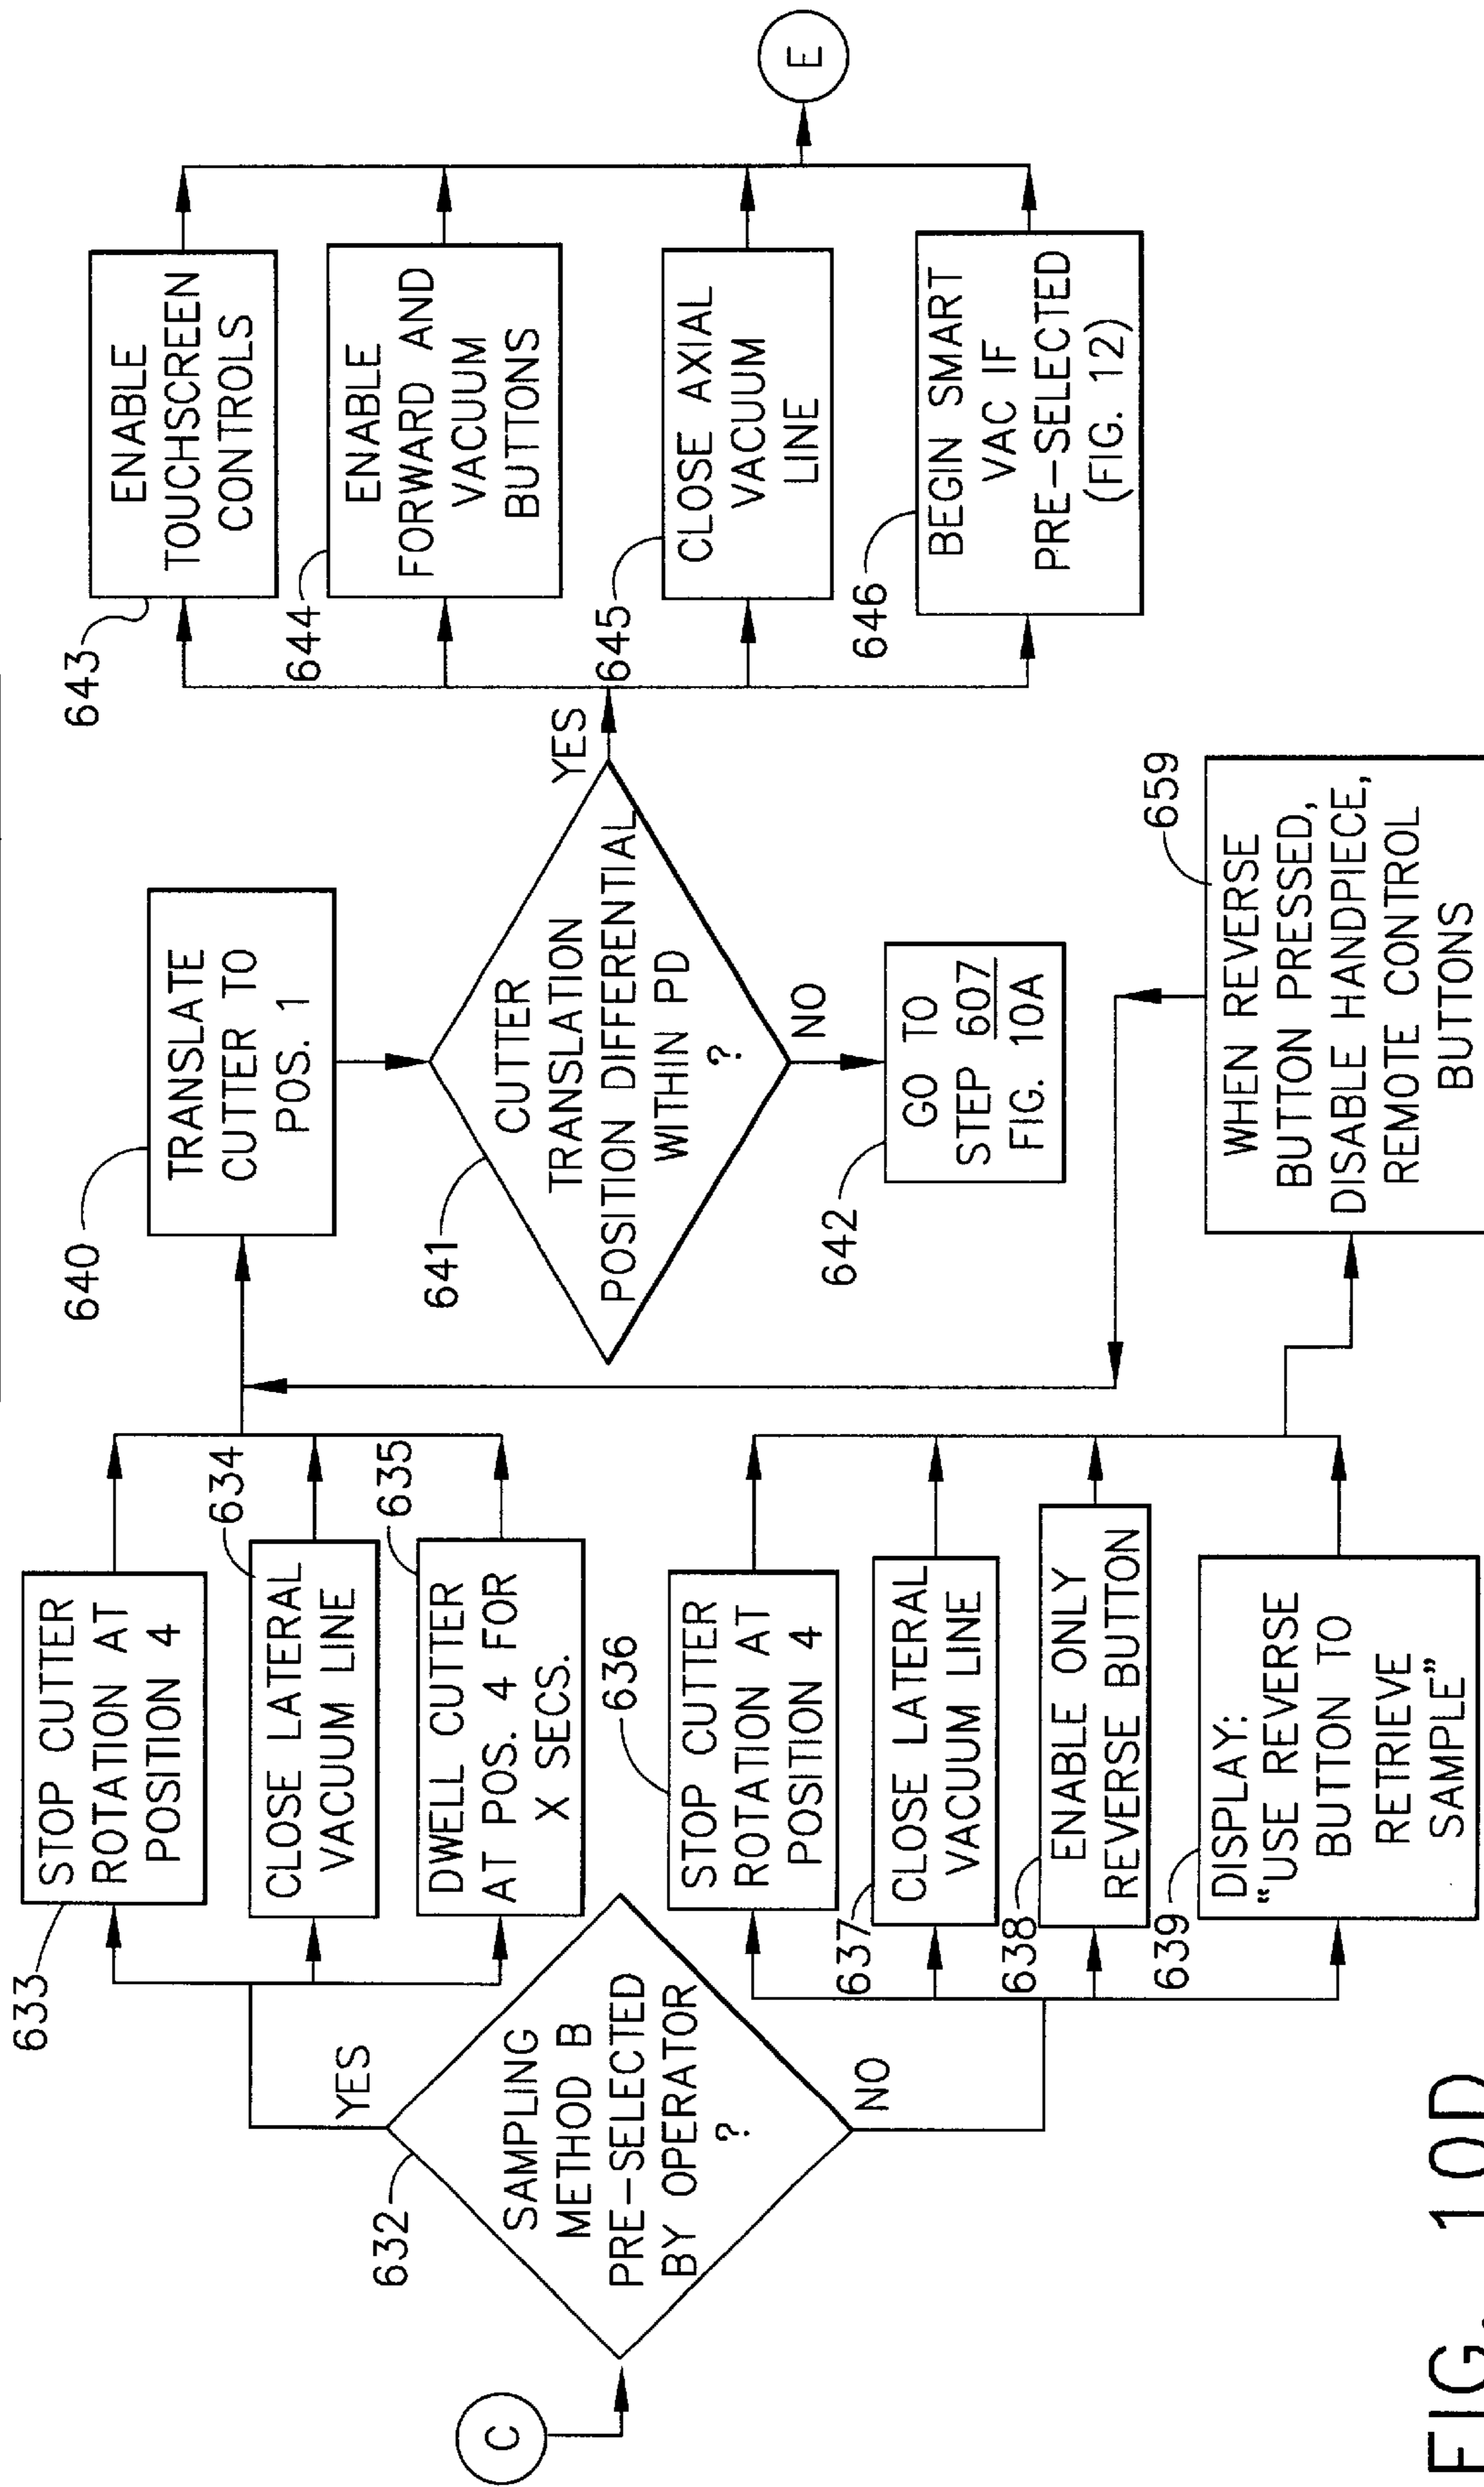 C
632
SAMPLING
METHOD B
PRE-SELECTED
BY OPERATOR
?
YES
NO
633
STOP CUTTER
ROTATION AT
POSITION 4
634
CLOSE LATERAL
VACUUM LINE
635
DWELL CUTTER
AT POS. 4 FOR
X SECS.
636
STOP CUTTER
ROTATION AT
POSITION 4
637
CLOSE LATERAL
VACUUM LINE
638
ENABLE ONLY
REVERSE BUTTON
639
DISPLAY:
"USE REVERSE
BUTTON TO
RETRIEVE
SAMPLE"
640
TRANSLATE
CUTTER TO
POS. 1
641
CUTTER
TRANSLATION
POSITION DIFFERENTIAL
WITHIN PD
?
YES
NO
642
GO TO
STEP 607
FIG. 10A
659
WHEN REVERSE
BUTTON PRESSED,
DISABLE HANDPIECE,
REMOTE CONTROL
BUTTONS
643
ENABLE
TOUCHSCREEN
CONTROLS
644
ENABLE
FORWARD AND
VACUUM
BUTTONS
645
CLOSE AXIAL
VACUUM
LINE
646
BEGIN SMART
VAC IF
PRE-SELECTED
(FIG. 12)
E
FIG. 10D